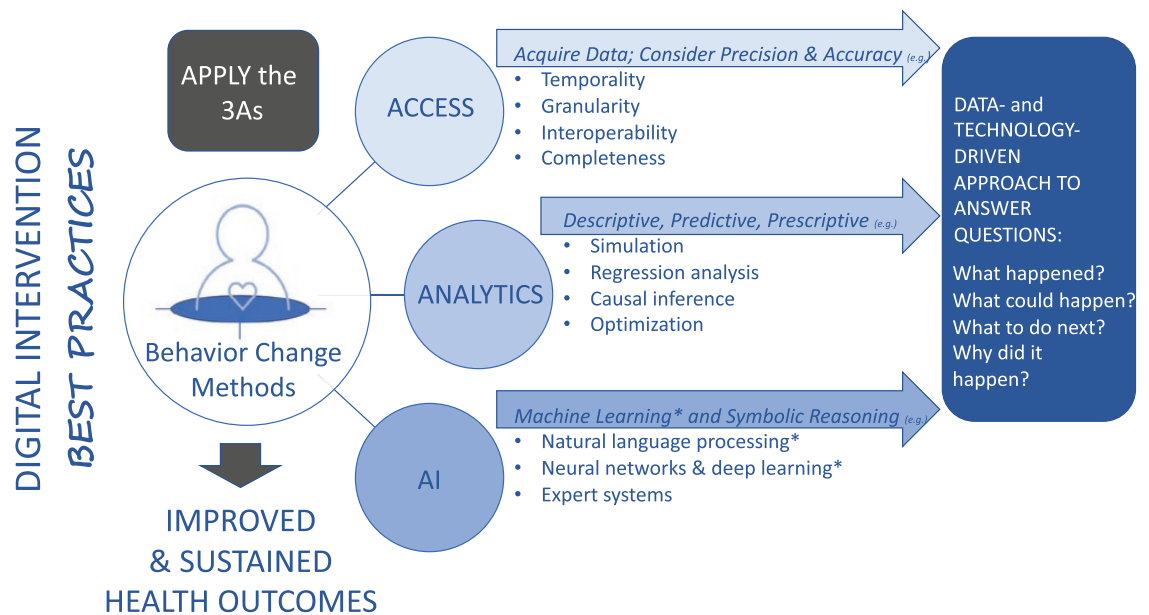 DIGITAL INTERVENTION
BEST PRACTICES
APPLY the
3As
Behavior Change
Methods
IMPROVED
& SUSTAINED
HEALTH OUTCOMES
ACCESS
Acquire Data; Consider Precision & Accuracy (e.g.)
• Temporality
• Granularity
• Interoperability
• Completeness
ANALYTICS
Descriptive, Predictive, Prescriptive (e.g.)
• Simulation
• Regression analysis
• Causal inference
• Optimization
AI
Machine Learning* and Symbolic Reasoning (e.g.)
• Natural language processing*
• Neural networks & deep learning*
• Expert systems
DATA- and
TECHNOLOGY-
DRIVEN
APPROACH TO
ANSWER
QUESTIONS:
What happened?
What could happen?
What to do next?
Why did it
happen?